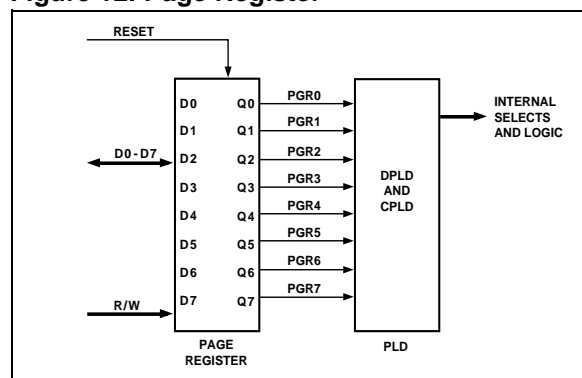 Figure 12. Page Register
RESET
D0 Q0 PGR0
D1 Q1 PGR1
D0-D7 D2 Q2 PGR2
D3 Q3 PGR3
D4 Q4 PGR4
D5 Q5 PGR5
D6 Q6 PGR6
D7 Q7 PGR7
R/W
DPLD
AND
CPLD
INTERNAL
SELECTS
AND LOGIC
PAGE
REGISTER
PLD